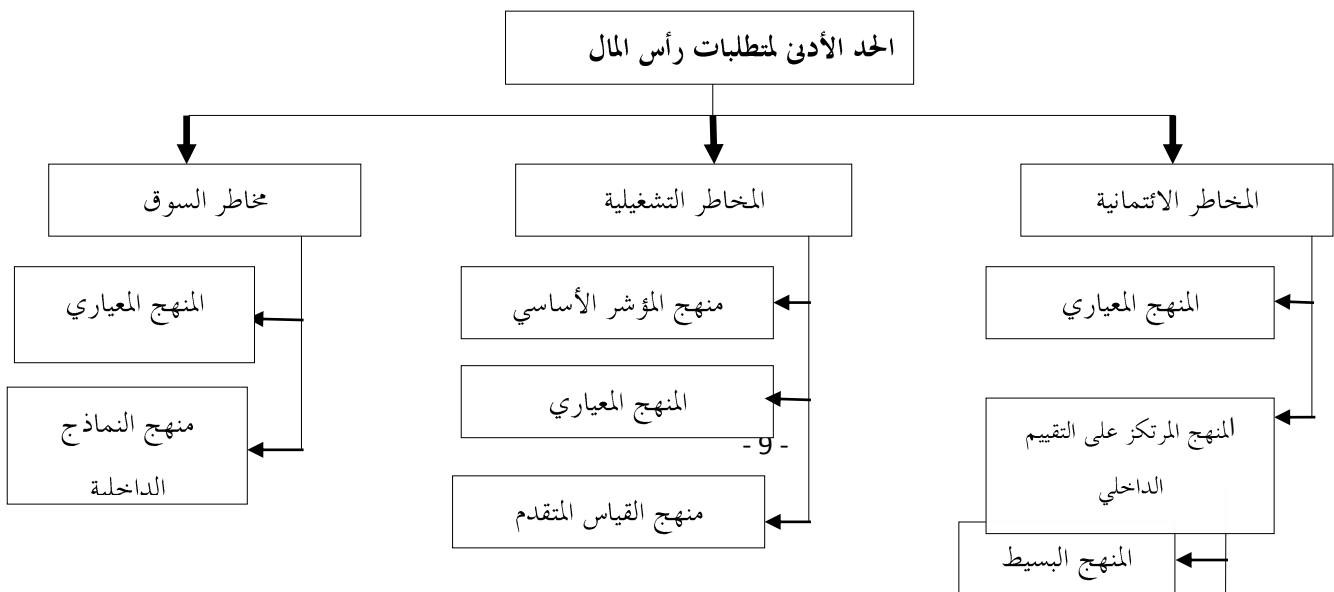 الحد الأدنى لمتطلبات رأس المال
المخاطر الائتمانية
المخاطر التشغيلية
مخاطر السوق
المنهج المعياري
المنهج المرتكز على التقييم
الداخلي
المنهج البسيط
منهج المؤشر الأساسي
المنهج المعياري
- 9 -
منهج القياس المتقدم
المنهج المعياري
منهج النماذج
الداخلية